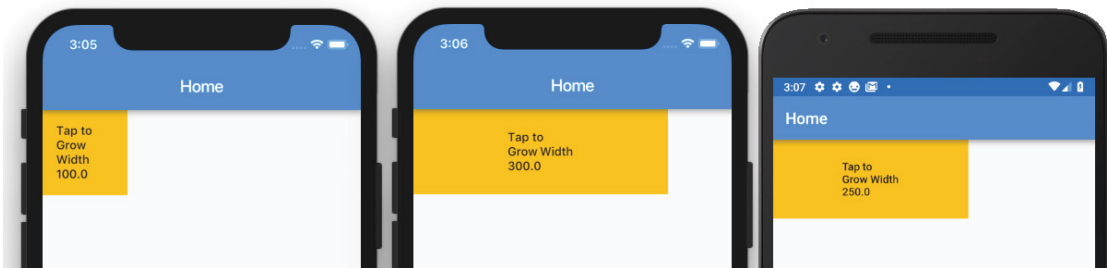 3:05
Home
Tap to
Grow
Width
100.0
3:06
Home
Tap to
Grow Width
300.0
3:07
Home
Tap to
Grow Width
250.0